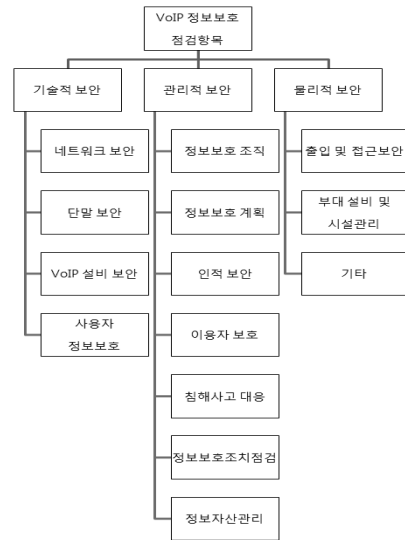 VoIP 정보보호
점검항목
기술적 보안
관리적 보안
물리적 보안
네트워크 보안
단말 보안
VoIP 설비 보안
사용자
정보보호
정보보호 조직
정보보호 계획
인적 보안
이용자 보호
침해사고 대응
정보보호조치점검
정보자산관리
출입 및 접근보안
부대 설비 및
시설관리
기타